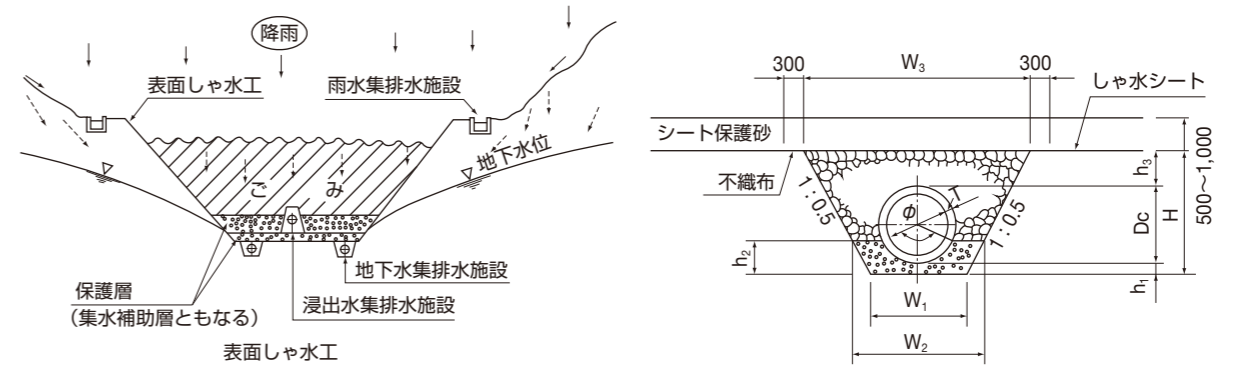 降雨
表面しゃ水工
雨水集排水施設
地下水位
ごみ
地下水集排水施設
保護層
(集水補助層ともなる)
浸出水集排水施設
表面しゃ水工
300
W₃
300
しゃ水シート
シート保護砂
不織布
1:0.5
1:0.5
Φ
T
h₃
Dc
H
500～1,000
h₂
h₁
W₁
W₂